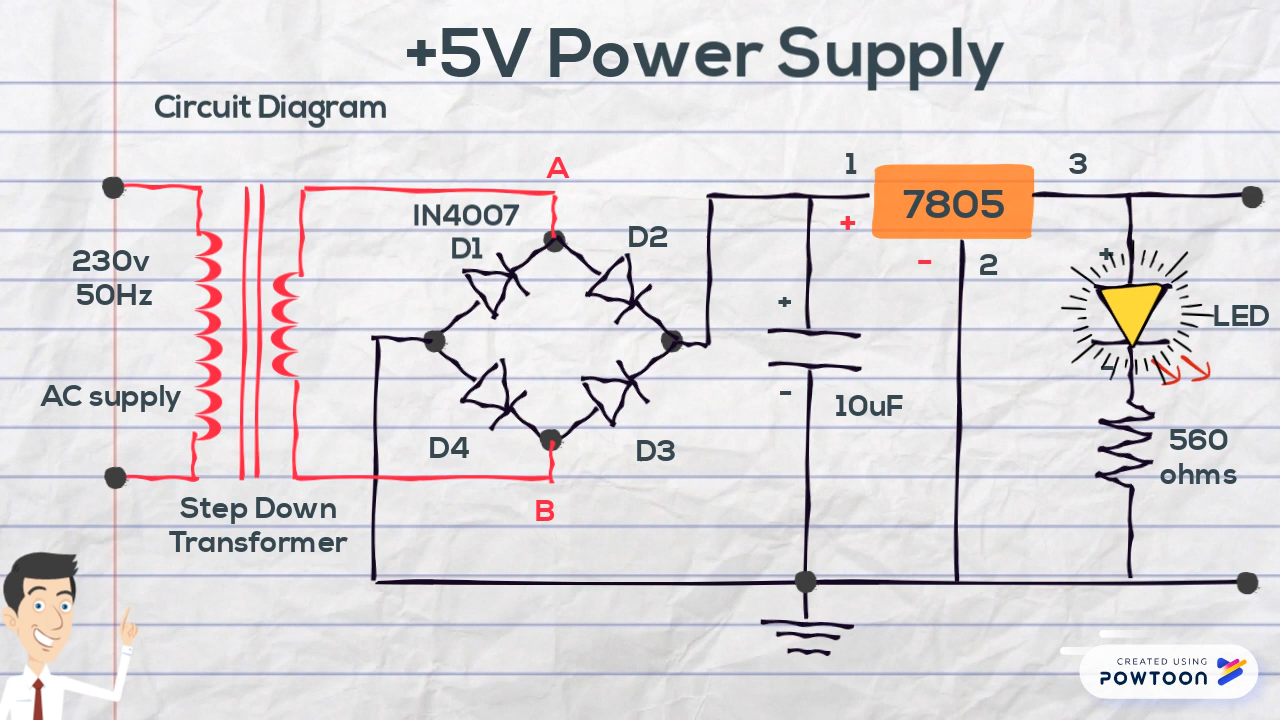 +5V Power Supply
Circuit Diagram
A
1
3
7805
IN4007
D1
D2
+
-
2
230v
50Hz
+
+
LED
AC supply
-
10uF
D4
D3
560
ohms
B
Step Down
Transformer
CREATED USING
POWTOON